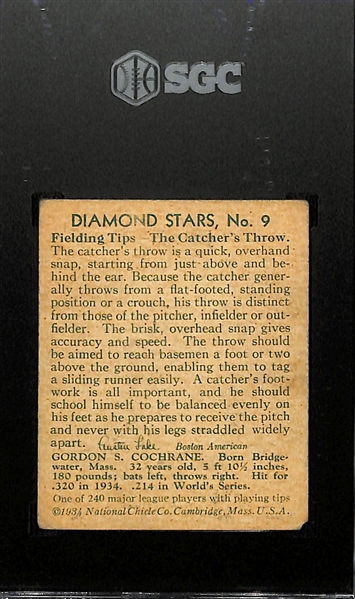 SGC
DIAMOND STARS, No. 9
Fielding Tips—The Catcher's Throw.
The catcher's throw is a quick, overhand
snap, starting from just above and be-
hind the ear. Because the catcher gener-
ally throws from a flat-footed, standing
position or a crouch, his throw is distinct
from those of the pitcher, infielder or out-
fielder. The brisk, overhead snap gives
accuracy and speed. The throw should
be aimed to reach basemen a foot or two
above the ground, enabling them to tag
a sliding runner easily. A catcher's foot-
work is all important, and he should
school himself to be balanced evenly on
his feet as he prepares to receive the pitch
and never with his legs straddled widely
apart. Austen Lake Boston American
GORDON S. COCHRANE. Born Bridge-
water, Mass. 32 years old, 5 ft 10½ inches,
180 pounds; bats left, throws right. Hit for
.320 in 1934. .214 in World's Series.
One of 240 major league players with playing tips
©1934 National Chicle Co. Cambridge, Mass. U.S.A.